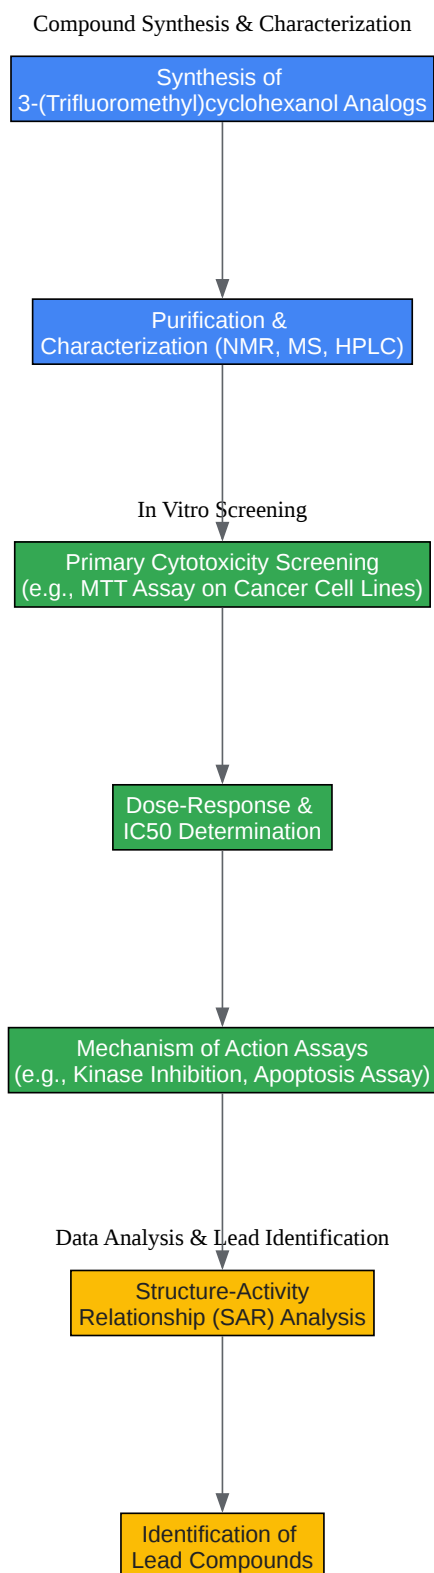 Compound Synthesis & Characterization
Synthesis of
3-(Trifluoromethyl)cyclohexanol Analogs
Purification &
Characterization (NMR, MS, HPLC)
In Vitro Screening
Primary Cytotoxicity Screening
(e.g., MTT Assay on Cancer Cell Lines)
Dose-Response &
IC50 Determination
Mechanism of Action Assays
(e.g., Kinase Inhibition, Apoptosis Assay)
Data Analysis & Lead Identification
Structure-Activity
Relationship (SAR) Analysis
Identification of
Lead Compounds